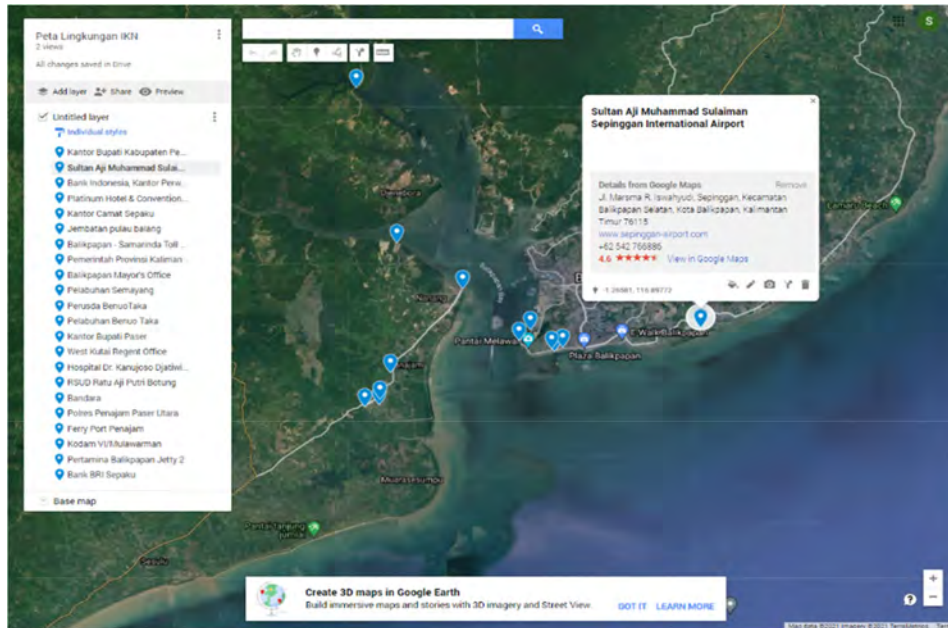 Peta Lingkungan IKN
2 views
All changes saved in Drive
Add layer Share Preview
Untitled layer
Individual styles
Kantor Bupati Kabupaten Pe...
Sultan Aji Muhammad Sulai...
Bank Indonesia, Kantor Perw...
Platinum Hotel & Convention...
Kantor Camat Sepaku
Jembatan pulau balang
Balikpapan - Samarinda Toll ...
Pemerintah Provinsi Kaliman ...
Balikpapan Mayor's Office
Pelabuhan Semayang
Perusda BenuoTaka
Pelabuhan Benuo Taka
Kantor Bupati Paser
West Kutai Regent Office
Hospital Dr. Kanujoso Djatiwi...
RSUD Ratu Aji Putri Botung
Bandara
Polres Penajam Paser Utara
Ferry Port Penajam
Kodam VI/Mulawarman
Pertamina Balikpapan Jetty 2
Bank BRI Sepaku
Base map
S
Sultan Aji Muhammad Sulaiman
Sepinggan International Airport
Details from Google Maps Remove
Jl. Marsma R. Iswahyudi, Sepinggan, Kecamatan
Balikpapan Selatan, Kota Balikpapan, Kalimantan
Timur 76115
www.sepinggan-airport.com
+62 542 766886
4.6 View in Google Maps
Lamaru Beach
Nenang
Pantai Melawai
E-Walk Balikpapan
Plaza Balikpapan
Penajam
Pantai Tanjung
Sesulu
Create 3D maps in Google Earth
Build immersive maps and stories with 3D imagery and Street View.
GOT IT LEARN MORE